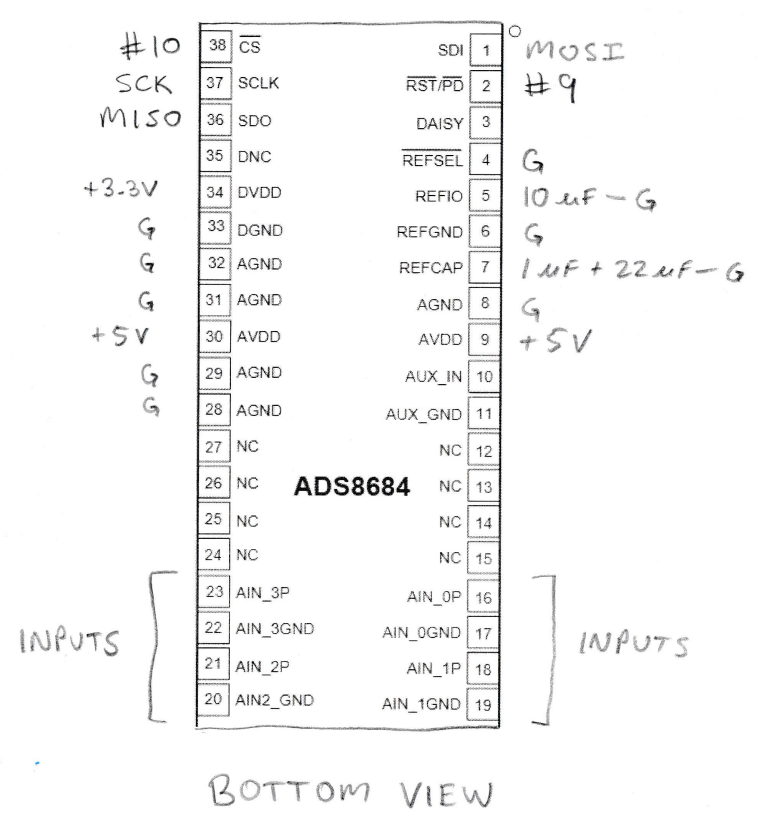 #10 38 CS SDI 1 MOSI
SCK 37 SCLK RST/PD 2 #9
MISO 36 SDO DAISY 3
35 DNC REFSEL 4 G
+3.3V 34 DVDD REFIO 5 10 uF - G
G 33 DGND REFGND 6 G
G 32 AGND REFCAP 7 1 uF + 22 uF - G
G 31 AGND AGND 8 G
+5V 30 AVDD AVDD 9 +5V
G 29 AGND AUX_IN 10
G 28 AGND AUX_GND 11
27 NC NC 12
26 NC ADS8684 NC 13
25 NC NC 14
24 NC NC 15
23 AIN_3P AIN_0P 16
INPUTS 22 AIN_3GND AIN_0GND 17 INPUTS
21 AIN_2P AIN_1P 18
20 AIN2_GND AIN_1GND 19
BOTTOM VIEW